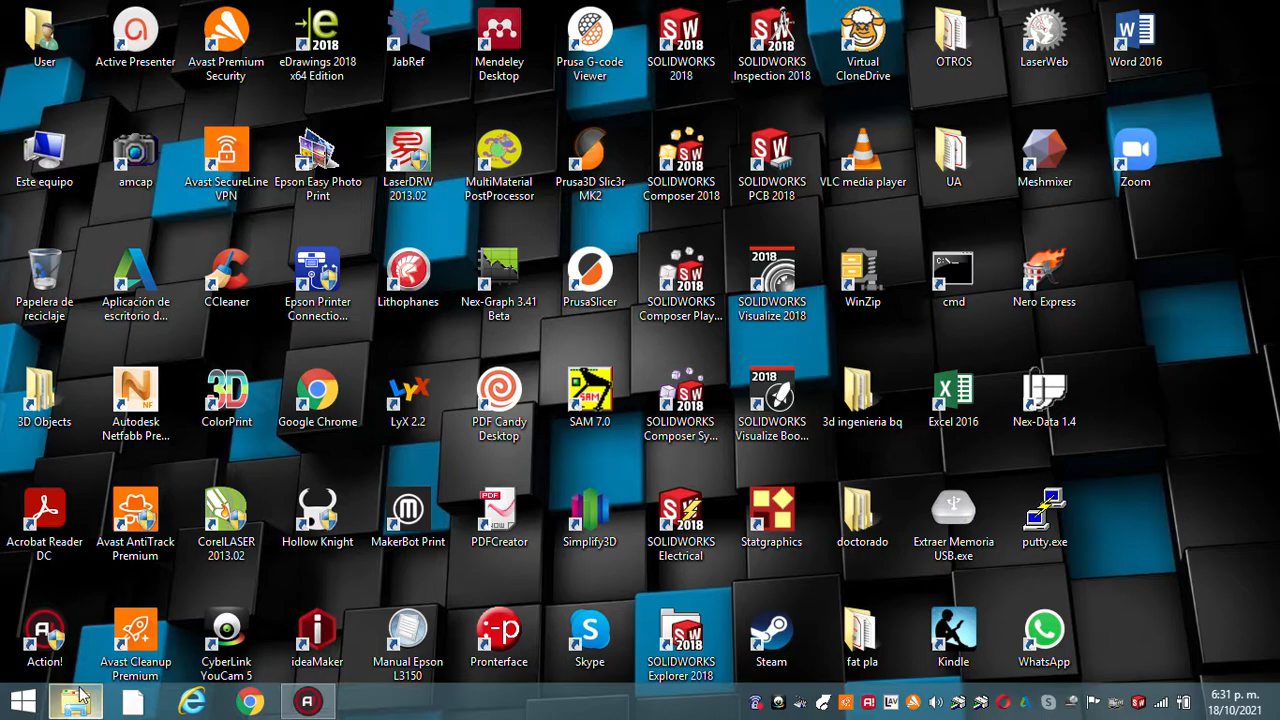 User
Active Presenter
Avast Premium
Security
eDrawings 2018
x64 Edition
JabRef
Mendeley
Desktop
Prusa G-code
Viewer
SOLIDWORKS
2018
SOLIDWORKS
Inspection 2018
Virtual
CloneDrive
OTROS
LaserWeb
Word 2016
Este equipo
amcap
Avast SecureLine
VPN
Epson Easy Photo
Print
LaserDRW
2013.02
MultiMaterial
PostProcessor
Prusa3D Slic3r
MK2
SOLIDWORKS
Composer 2018
SOLIDWORKS
PCB 2018
VLC media player
UA
Meshmixer
Zoom
Papelera de
reciclaje
Aplicación de
escritorio d...
CCleaner
Epson Printer
Connectio...
Lithophanes
Nex-Graph 3.41
Beta
PrusaSlicer
SOLIDWORKS
Composer Play...
SOLIDWORKS
Visualize 2018
WinZip
cmd
Nero Express
3D Objects
Autodesk
Netfabb Pre...
ColorPrint
Google Chrome
LyX 2.2
PDF Candy
Desktop
SAM 7.0
SOLIDWORKS
Composer Sy...
SOLIDWORKS
Visualize Boo...
3d ingenieria bq
Excel 2016
Nex-Data 1.4
Acrobat Reader
DC
Avast AntiTrack
Premium
CorelLASER
2013.02
Hollow Knight
MakerBot Print
PDFCreator
Simplify3D
SOLIDWORKS
Electrical
Statgraphics
doctorado
Extraer Memoria
USB.exe
putty.exe
Action!
Avast Cleanup
Premium
CyberLink
YouCam 5
ideaMaker
Manual Epson
L3150
Pronterface
Skype
SOLIDWORKS
Explorer 2018
Steam
fat pla
Kindle
WhatsApp
6:31 p. m.
18/10/2021